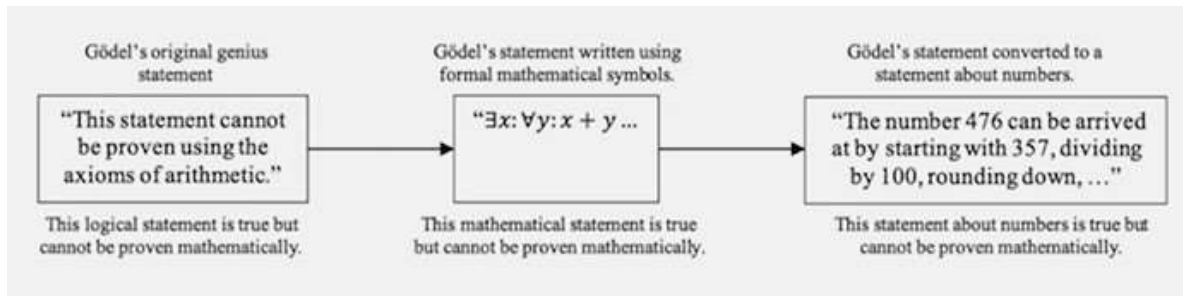 Gödel's original genius
statement
"This statement cannot
be proven using the
axioms of arithmetic."
This logical statement is true but
cannot be proven mathematically.
Gödel's statement written using
formal mathematical symbols.
"∃x: ∀y: x + y ...
This mathematical statement is true
but cannot be proven mathematically.
Gödel's statement converted to a
statement about numbers.
"The number 476 can be arrived
at by starting with 357, dividing
by 100, rounding down, ..."
This statement about numbers is true but
cannot be proven mathematically.